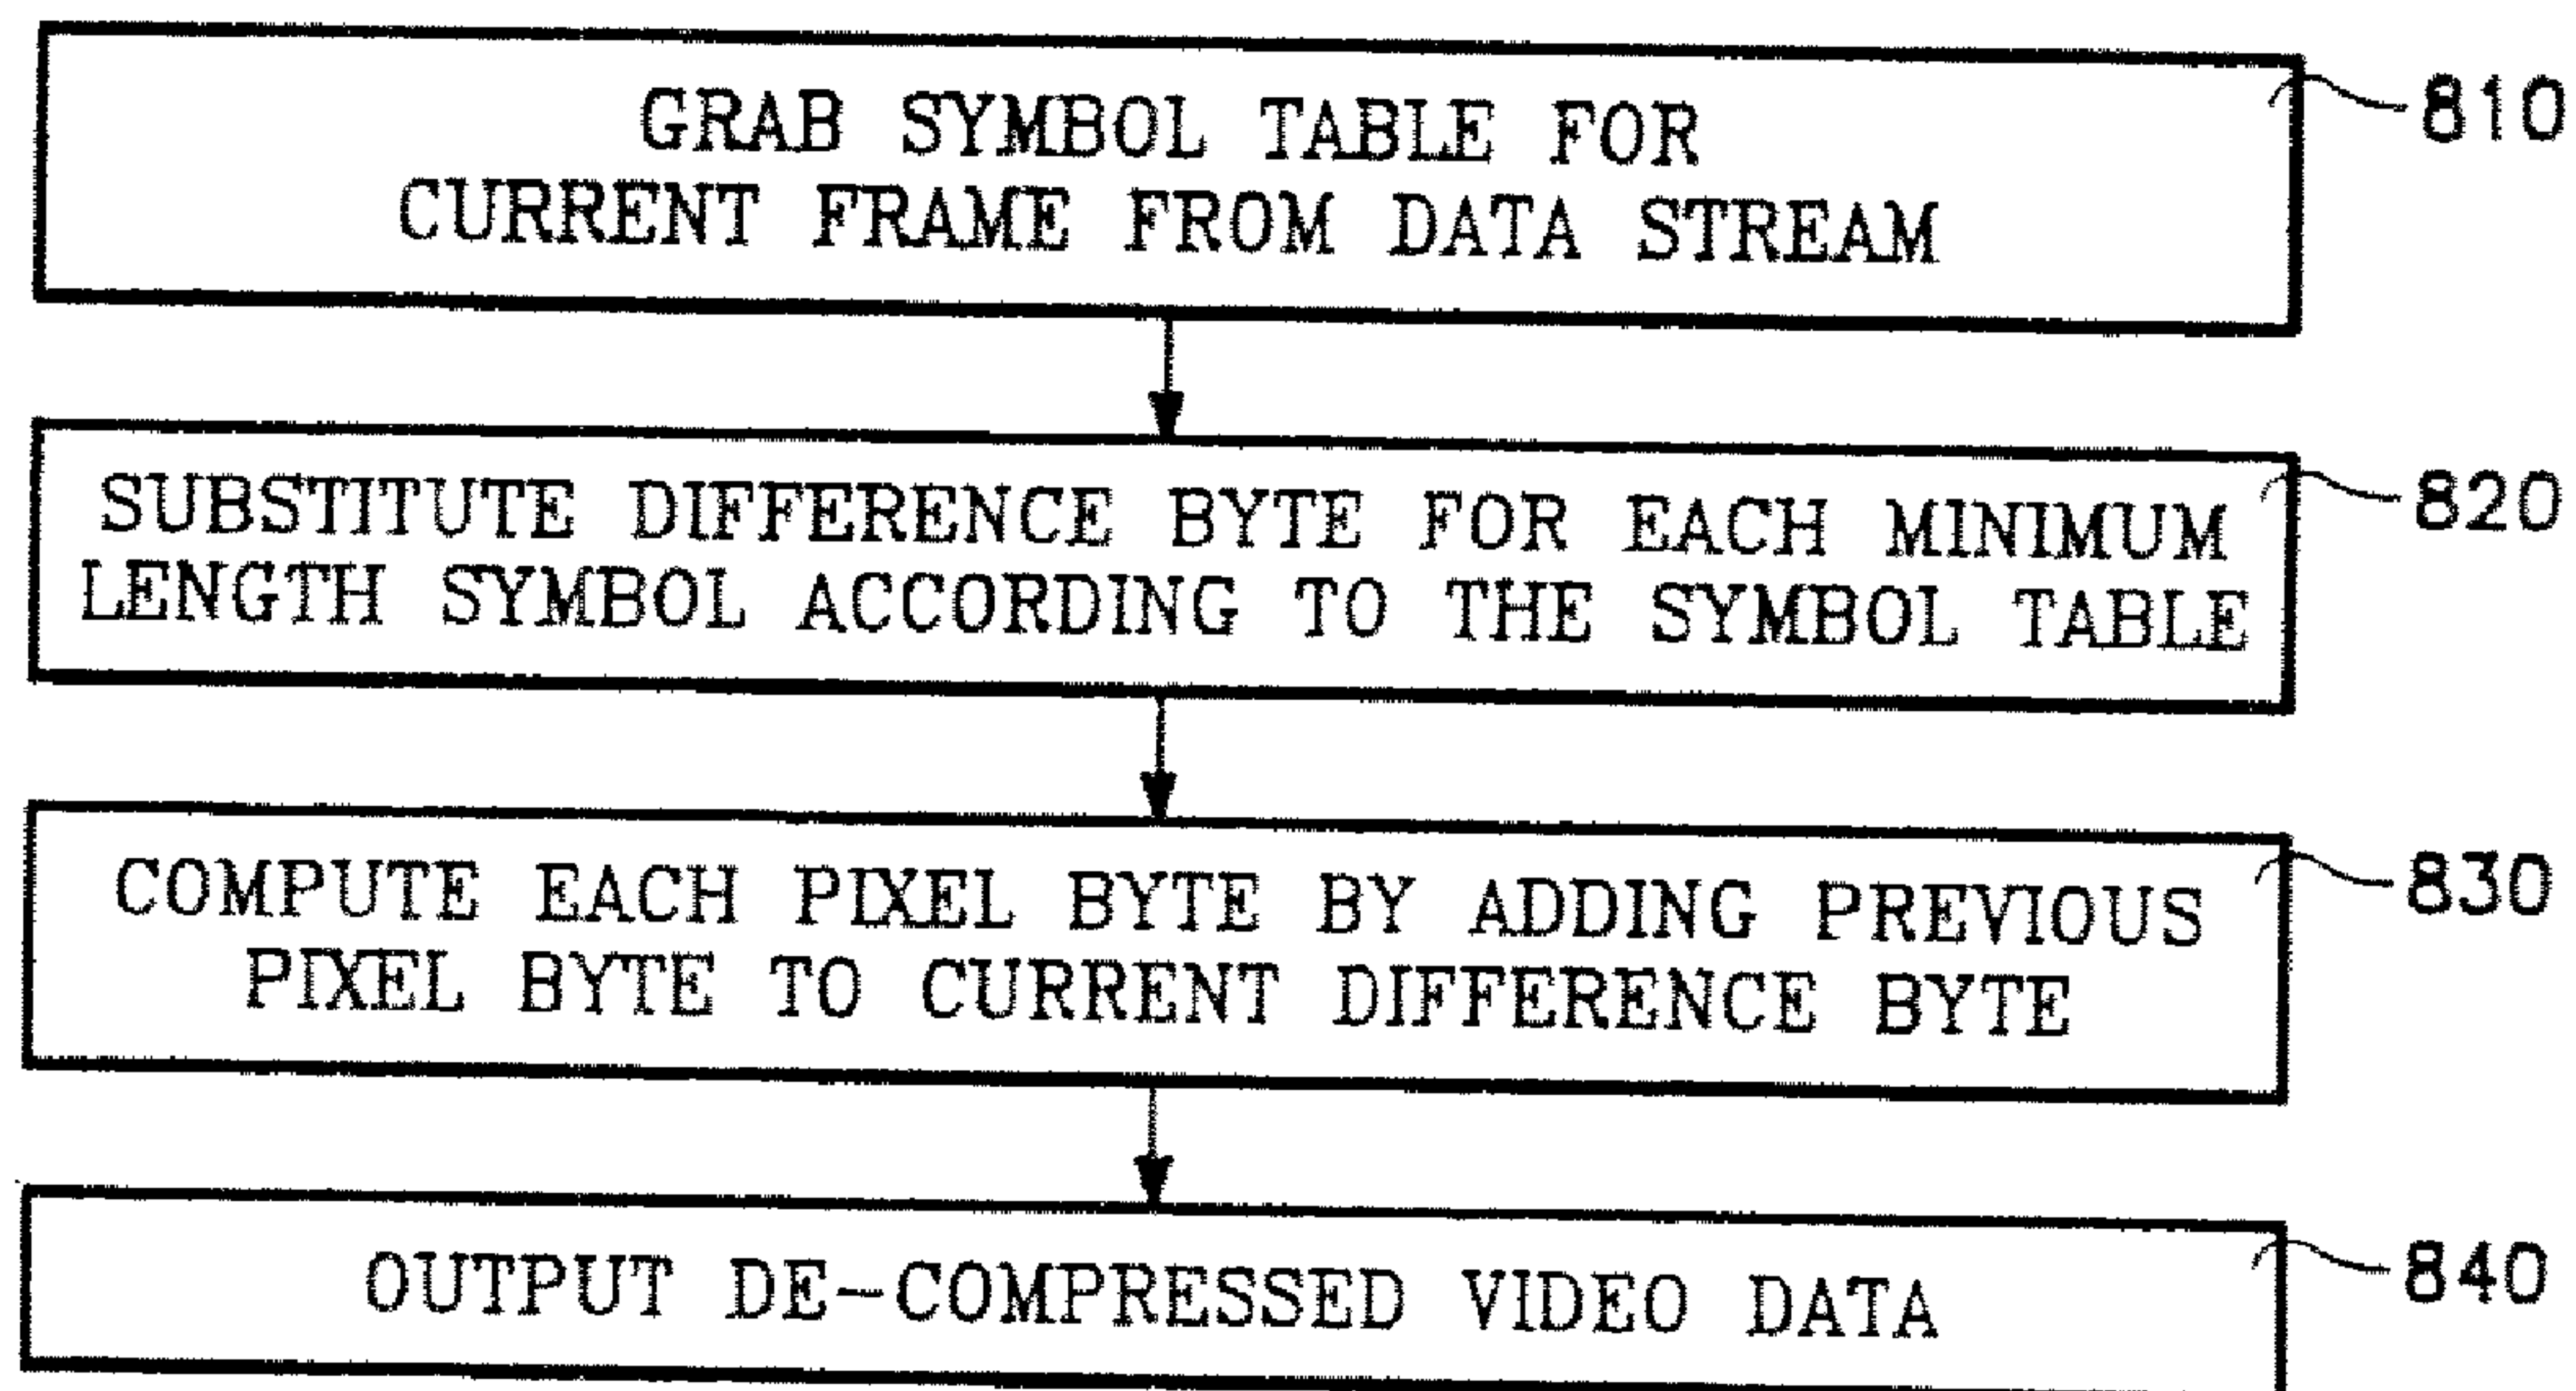 GRAB SYMBOL TABLE FOR
CURRENT FRAME FROM DATA STREAM
810
SUBSTITUTE DIFFERENCE BYTE FOR EACH MINIMUM
LENGTH SYMBOL ACCORDING TO THE SYMBOL TABLE
820
COMPUTE EACH PIXEL BYTE BY ADDING PREVIOUS
PIXEL BYTE TO CURRENT DIFFERENCE BYTE
830
OUTPUT DE-COMPRESSED VIDEO DATA
840